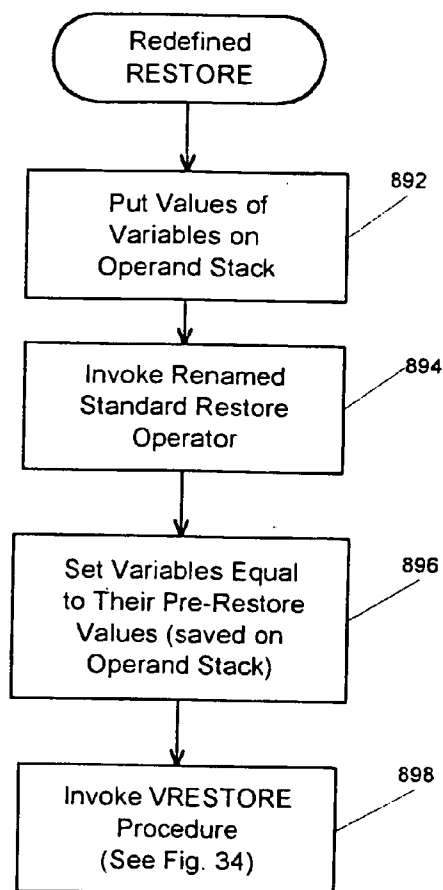 Redefined
RESTORE
892
Put Values of
Variables on
Operand Stack
894
Invoke Renamed
Standard Restore
Operator
896
Set Variables Equal
to Their Pre-Restore
Values (saved on
Operand Stack)
898
Invoke VRESTORE
Procedure
(See Fig. 34)